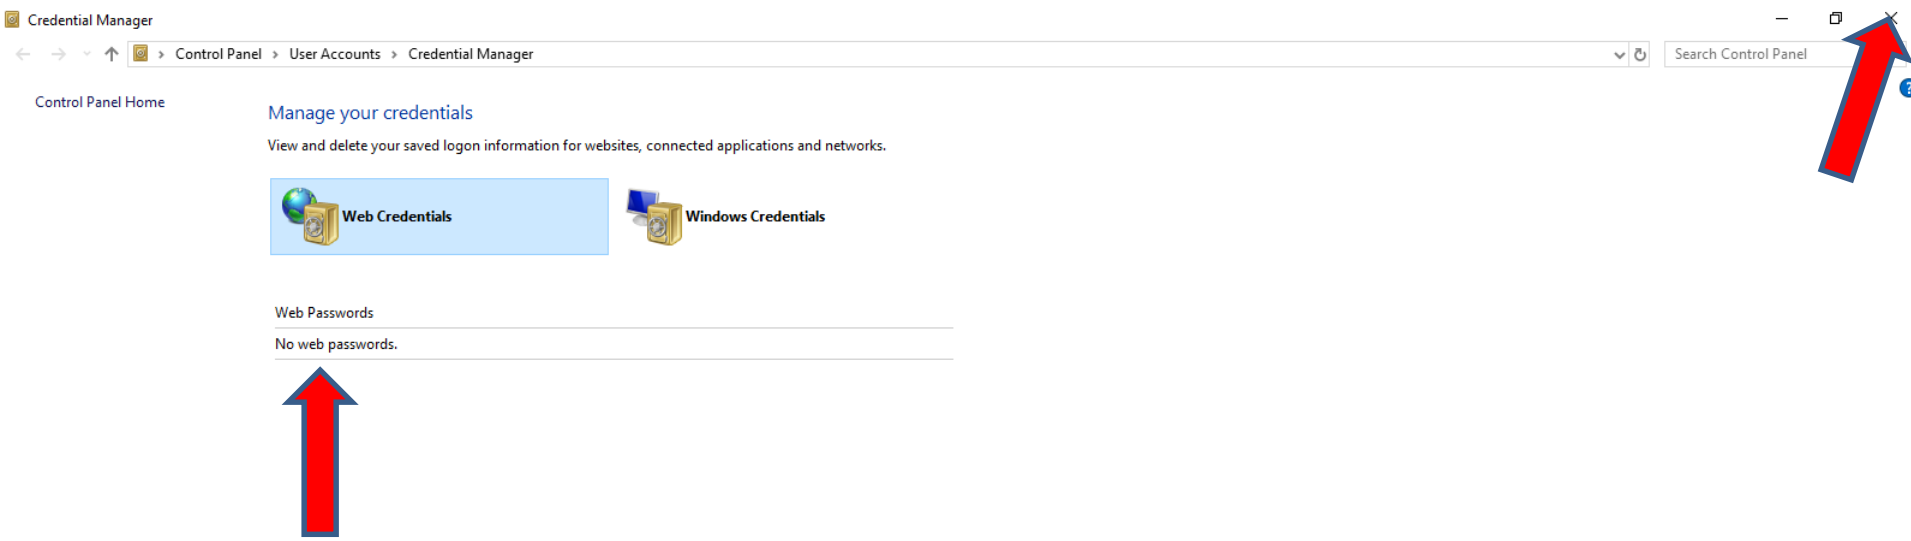 Credential Manager
Control Panel > User Accounts > Credential Manager
Search Control Panel
Control Panel Home
Manage your credentials
View and delete your saved logon information for websites, connected applications and networks.
Web Credentials
Windows Credentials
Web Passwords
No web passwords.